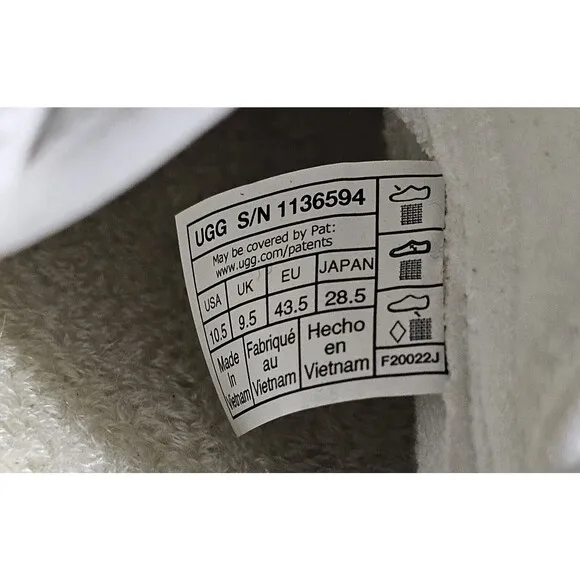 UGG S/N 1136594
May be covered by Pat:
www.ugg.com/patents
USA UK EU JAPAN
10.5 9.5 43.5 28.5
Made In Vietnam
Fabriqué au Vietnam
Hecho en Vietnam
F20022J